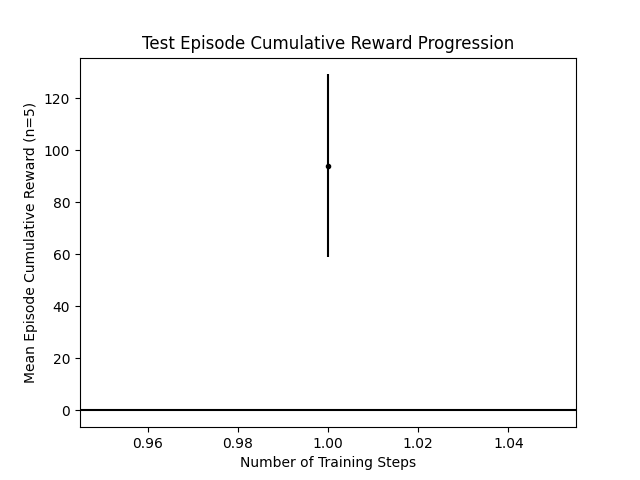 Test Episode Cumulative Reward Progression
Mean Episode Cumulative Reward (n=5)
120
100
80
60
40
20
0
0.96 0.98 1.00 1.02 1.04
Number of Training Steps